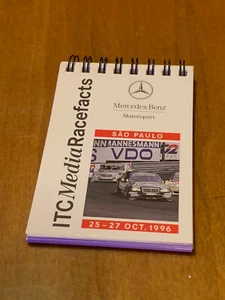 ITC Media Racefacts
Mercedes-Benz
Motorsport
SÃO PAULO
MANNESMANN
VDO
25 - 27 OCT. 1996